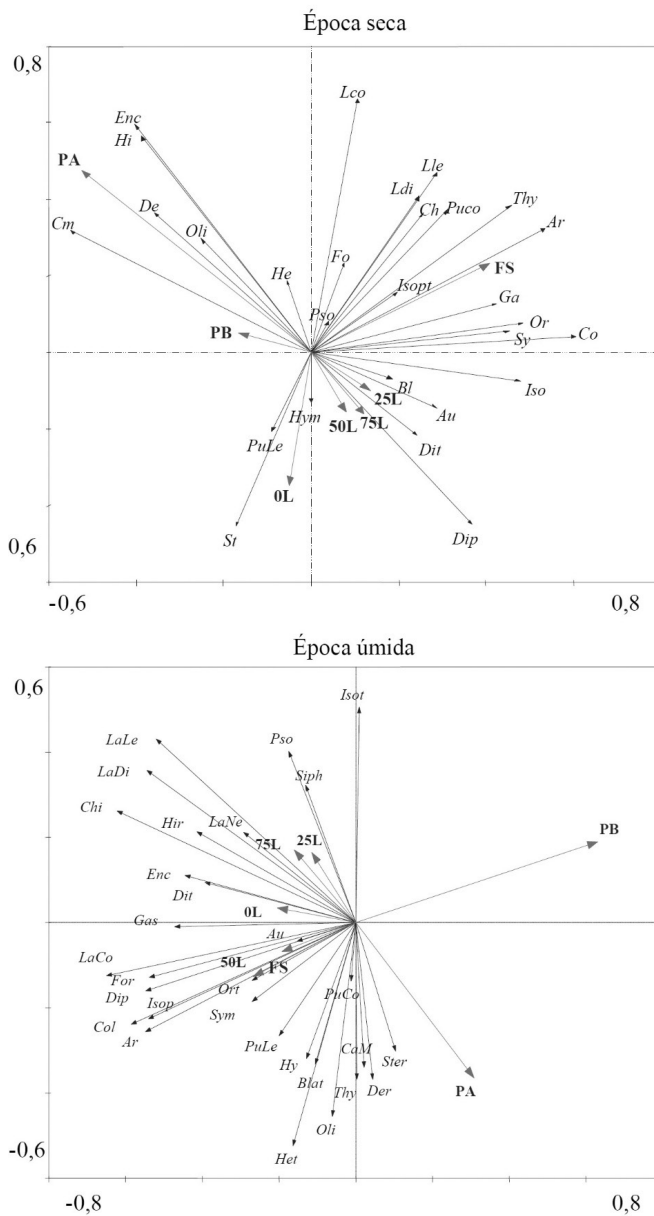 Época seca
0,8
Lco
Enc
Hi
PA
Lle
Ldi
Thy
De
Ch Puco
Ar
Cm
Oli
Fo
He
FS
Isopt
Ga
Pso
Or
PB
Sy
Co
Bl
Iso
25L
Hym
Au
50L 75L
PuLe
Dit
0L
St
Dip
0,6
-0,6
0,8
Época úmida
0,6
Isot
LaLe
Pso
LaDi
Siph
Chi
Hir
LaNe
75L
25L
PB
Enc
Dit
0L
Gas
Au
LaCo
50L
FS
For
Dip
Isop
Ort
PuCo
Col
Sym
Ar
PuLe
CaM
Hy
Ster
Blat
Thy
Der
PA
Oli
Het
-0,6
-0,8
0,8